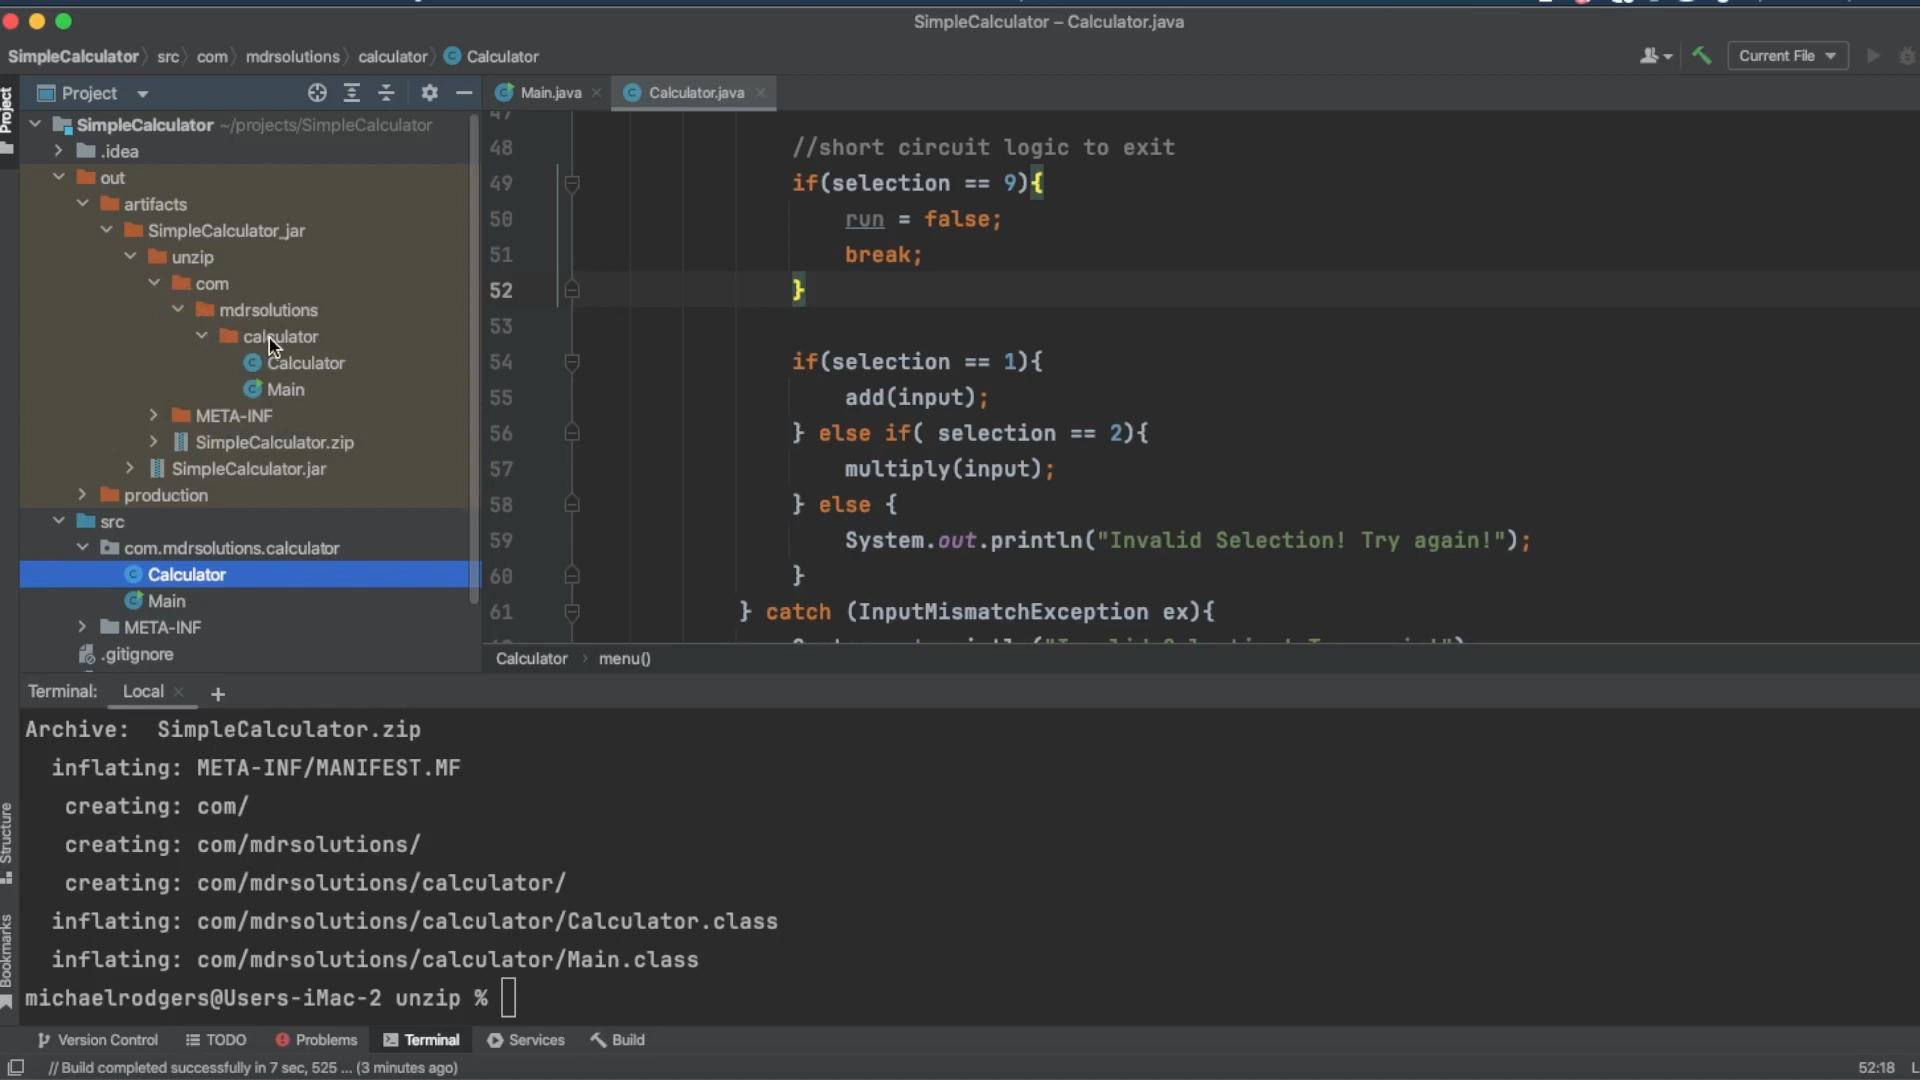 SimpleCalculator – Calculator.java
SimpleCalculator src com mdrsolutions calculator Calculator
Current File
Project
Project
Main.java
Calculator.java
SimpleCalculator ~/projects/SimpleCalculator
.idea
out
artifacts
SimpleCalculator_jar
unzip
com
mdrsolutions
calculator
Calculator
Main
META-INF
SimpleCalculator.zip
SimpleCalculator.jar
production
src
com.mdrsolutions.calculator
Calculator
Main
META-INF
.gitignore
47
48 //short circuit logic to exit
49 if(selection == 9){
50 run = false;
51 break;
52 }
53
54 if(selection == 1){
55 add(input);
56 } else if( selection == 2){
57 multiply(input);
58 } else {
59 System.out.println("Invalid Selection! Try again!");
60 }
61 } catch (InputMismatchException ex){
Calculator menu()
Terminal: Local +
Archive:  SimpleCalculator.zip
inflating: META-INF/MANIFEST.MF
creating: com/
creating: com/mdrsolutions/
creating: com/mdrsolutions/calculator/
inflating: com/mdrsolutions/calculator/Calculator.class
inflating: com/mdrsolutions/calculator/Main.class
michaelrodgers@Users-iMac-2 unzip %
Structure
Bookmarks
Version Control TODO Problems Terminal Services Build
// Build completed successfully in 7 sec, 525 ... (3 minutes ago)
52:18 L